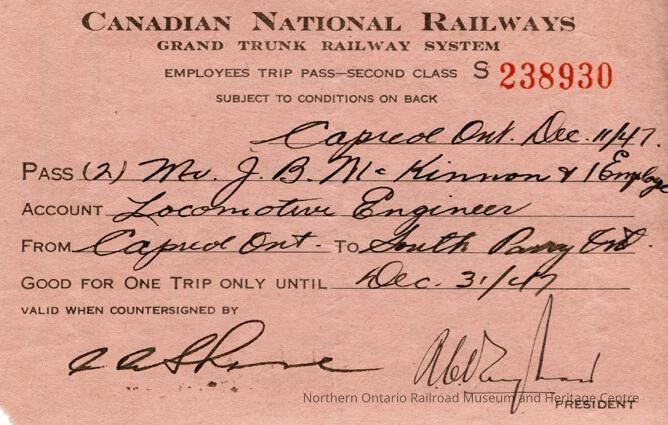 CANADIAN NATIONAL RAILWAYS
GRAND TRUNK RAILWAY SYSTEM
EMPLOYEES TRIP PASS—SECOND CLASS S 238930
SUBJECT TO CONDITIONS ON BACK
Capreol Ont. Dec. 11/47.
PASS (2) Mr. J. B. Mc Kinnon & 1 Employe
ACCOUNT Locomotive Engineer
FROM Capreol Ont. TO South Parry Ont.
GOOD FOR ONE TRIP ONLY UNTIL Dec. 31/47
VALID WHEN COUNTERSIGNED BY
Northern Ontario Railroad Museum and Heritage Centre
PRESIDENT